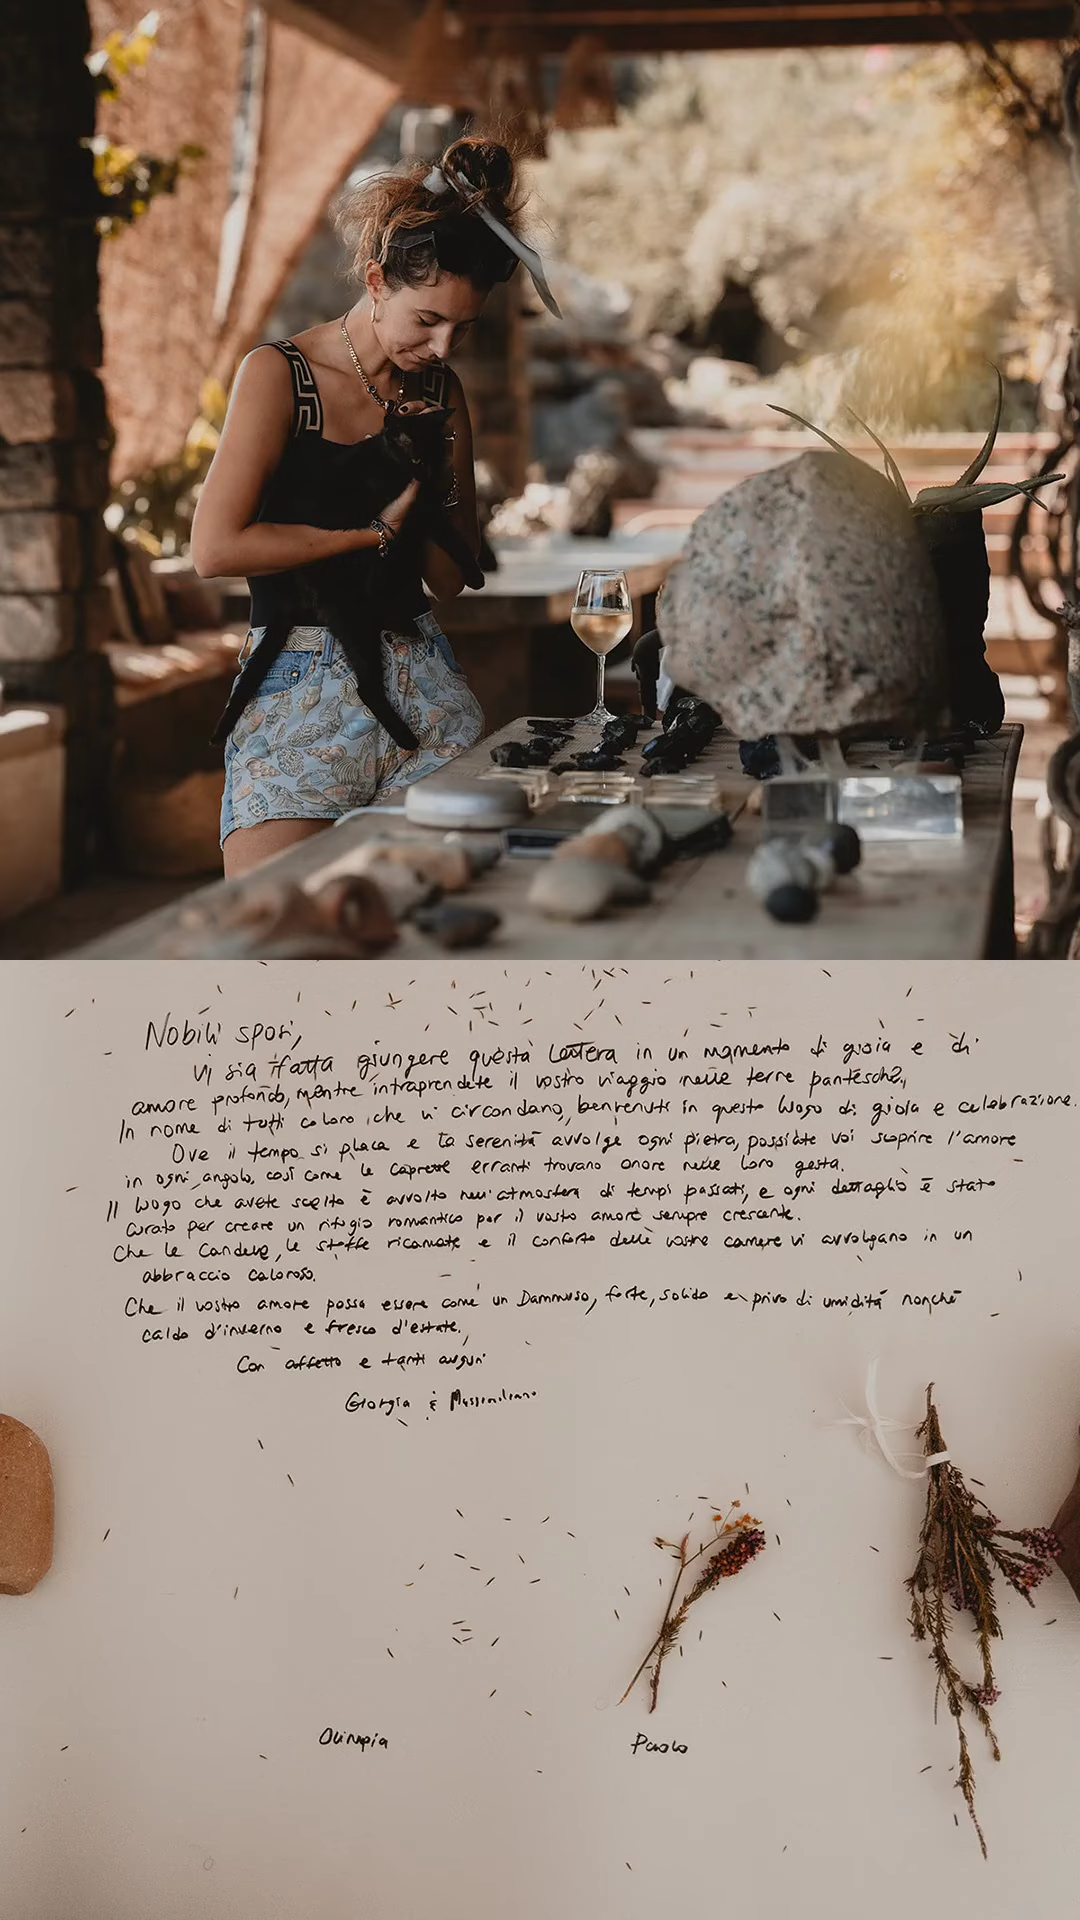 Nobili sposi,
vi sia fatta giungere questa lettera in un momento di gioia e di
amore profondo, mentre intraprendete il vostro viaggio nelle terre pantesche,
In nome di tutti coloro che vi circondano, benvenuti in questo luogo di gioia e celebrazione.
Ove il tempo si placa e la serenità avvolge ogni pietra, possiate voi scoprire l'amore
in ogni angolo, così come le caprette erranti trovano onore nelle loro gesta.
Il luogo che avete scelto è avvolto nell'atmosfera di tempi passati, e ogni dettaglio è stato
curato per creare un rifugio romantico per il vostro amore sempre crescente.
Che le candele, le stoffe ricamate e il conforto delle vostre camere vi avvolgano in un
abbraccio caloroso.
Che il vostro amore possa essere come un Dammuso, forte, solido e privo di umidità nonché
caldo d'inverno e fresco d'estate,
Con affetto e tanti auguri
Giorgia e Massimiliano
Olimpia
Paolo